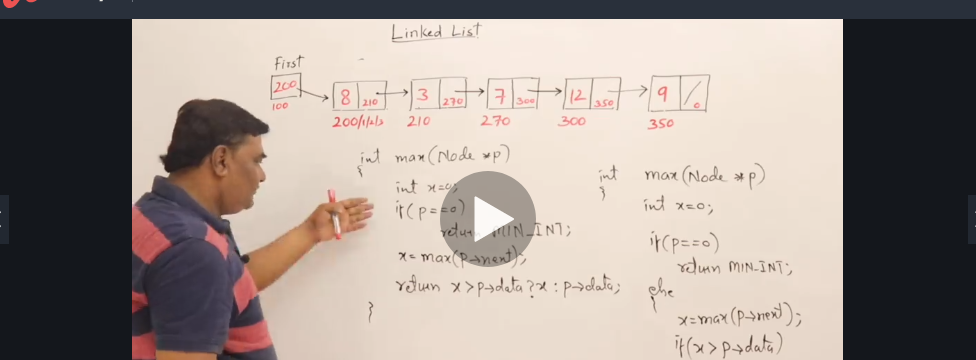 Linked List
First
200
100
8 210
3 270
7 300
12 350
9 0
200/1/2/3
210
270
300
350
int max(Node *p)
{
int x=0;
if(p==0)
return MIN_INT;
x=max(p→next);
return x>p→data?x:p→data;
}
int max(Node *p)
{
int x=0;
if(p==0)
return MIN_INT;
else
{
x=max(p→next);
if(x>p→data)